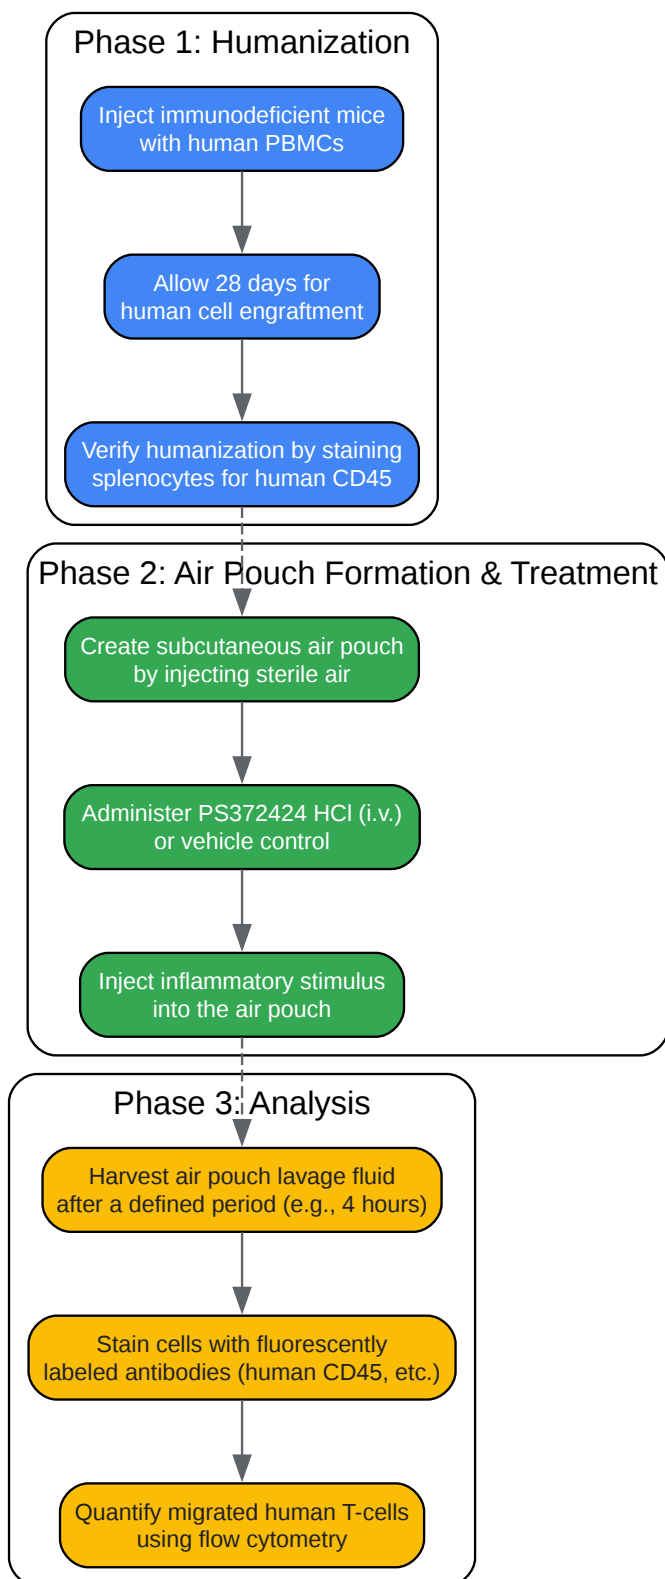 Phase 1: Humanization
Inject immunodeficient mice
with human PBMCs
Allow 28 days for
human cell engraftment
Verify humanization by staining
splenocytes for human CD45
Phase 2: Air Pouch Formation & Treatment
Create subcutaneous air pouch
by injecting sterile air
Administer PS372424 HCl (i.v.)
or vehicle control
Inject inflammatory stimulus
into the air pouch
Phase 3: Analysis
Harvest air pouch lavage fluid
after a defined period (e.g., 4 hours)
Stain cells with fluorescently
labeled antibodies (human CD45, etc.)
Quantify migrated human T-cells
using flow cytometry